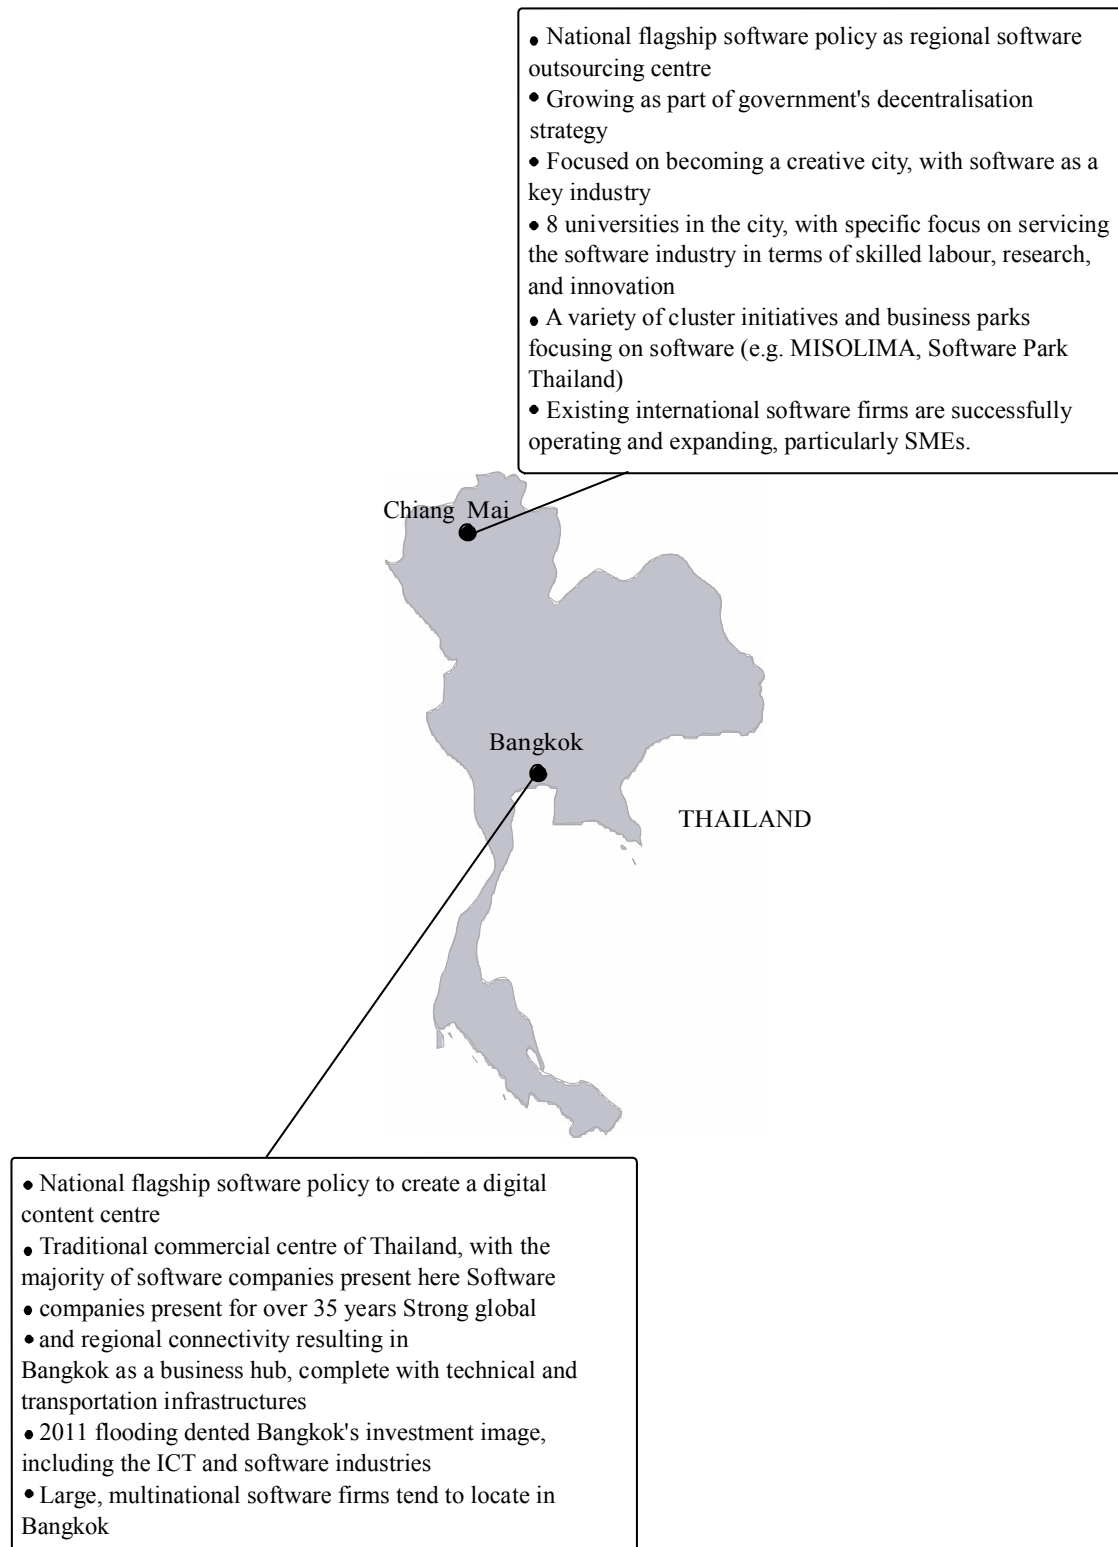 ● National flagship software policy as regional software
outsourcing centre
● Growing as part of government's decentralisation
strategy
● Focused on becoming a creative city, with software as a
key industry
● 8 universities in the city, with specific focus on servicing
the software industry in terms of skilled labour, research,
and innovation
● A variety of cluster initiatives and business parks
focusing on software (e.g. MISOLIMA, Software Park
Thailand)
● Existing international software firms are successfully
operating and expanding, particularly SMEs.
Chiang Mai
Bangkok
THAILAND
● National flagship software policy to create a digital
content centre
● Traditional commercial centre of Thailand, with the
majority of software companies present here Software
● companies present for over 35 years Strong global
● and regional connectivity resulting in
Bangkok as a business hub, complete with technical and
transportation infrastructures
● 2011 flooding dented Bangkok's investment image,
including the ICT and software industries
● Large, multinational software firms tend to locate in
Bangkok